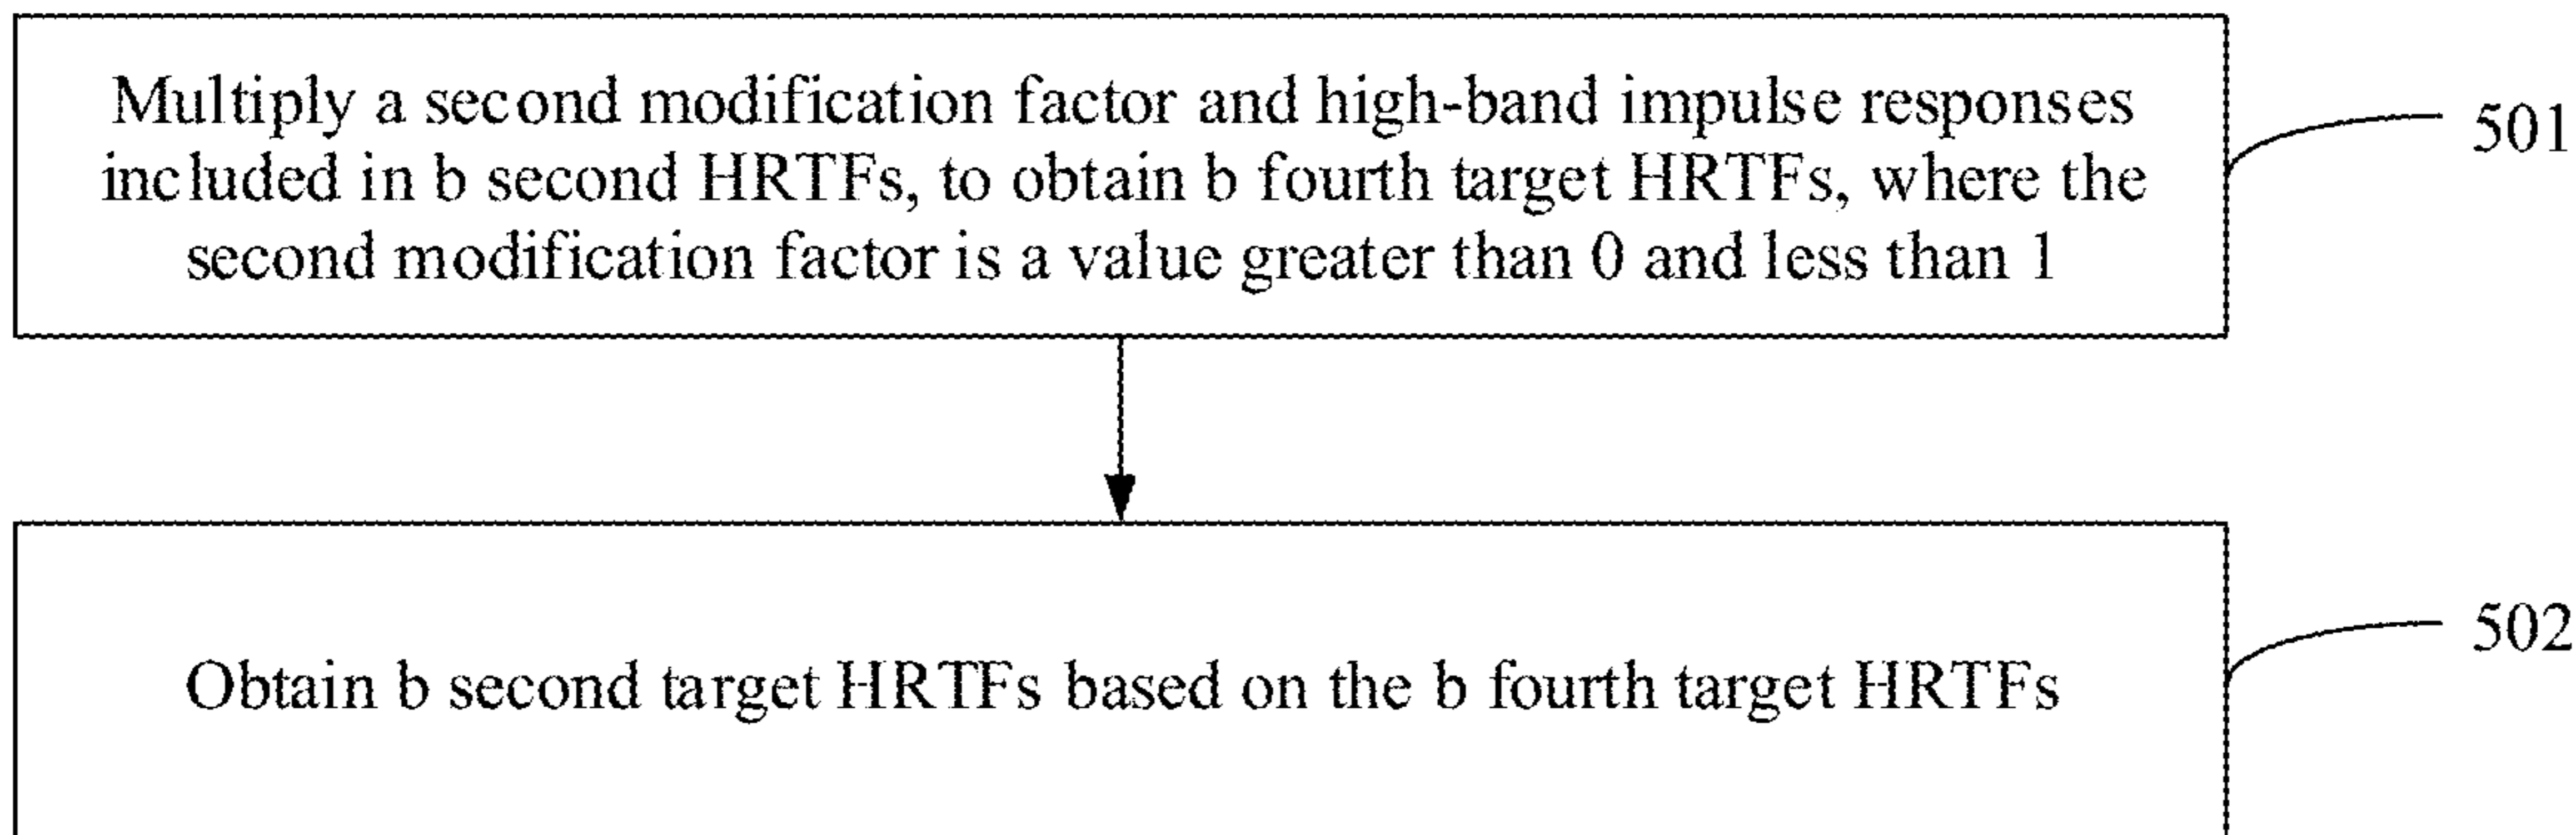 Multiply a second modification factor and high-band impulse responses
included in b second HRTFs, to obtain b fourth target HRTFs, where the
second modification factor is a value greater than 0 and less than 1
501
Obtain b second target HRTFs based on the b fourth target HRTFs
502